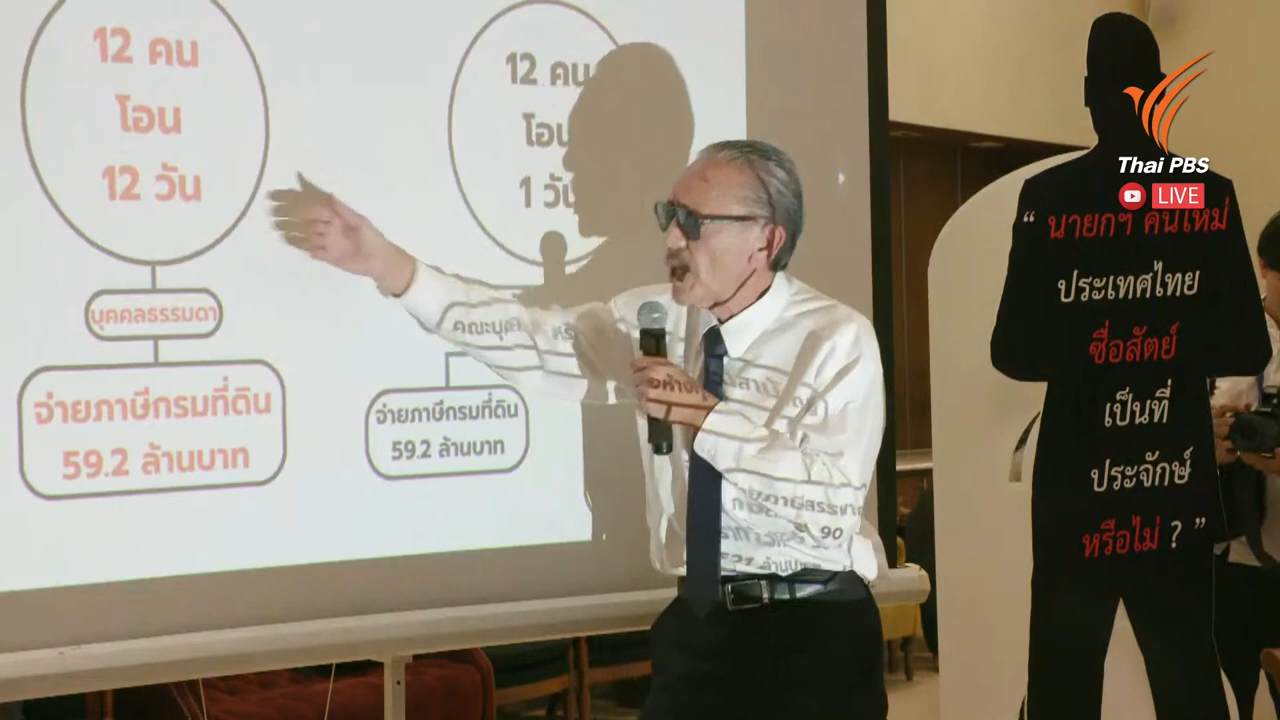 12 คน
โอน
12 วัน
บุคคลธรรมดา
จ่ายภาษีกรมที่ดิน
59.2 ล้านบาท
12 คน
โอน
1 วัน
จ่ายภาษีกรมที่ดิน
59.2 ล้านบาท
Thai PBS
LIVE
“ นายกฯ คนใหม่
ประเทศไทย
ซื่อสัตย์
เป็นที่
ประจักษ์
หรือไม่ ? ”